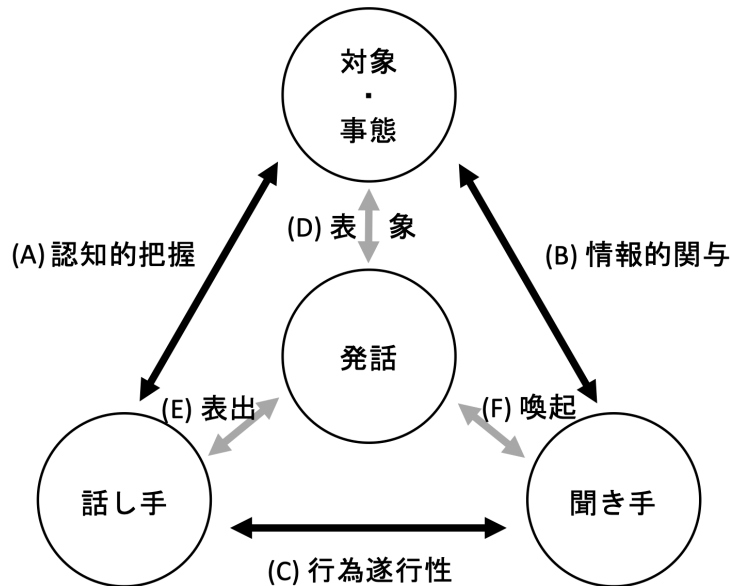 対象
・
事態
(D) 表 象
(A) 認知的把握
(B) 情報的関与
発話
(E) 表出
(F) 喚起
話し手
聞き手
(C) 行為遂行性